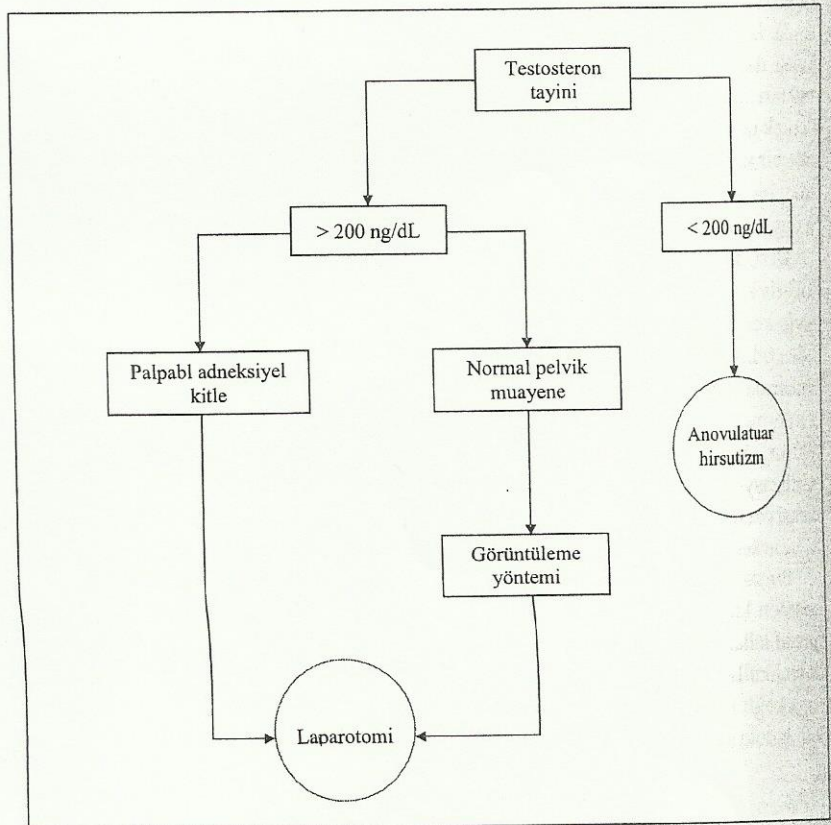 Testosteron
tayini
> 200 ng/dL
< 200 ng/dL
Palpabl adneksiyel
kitle
Normal pelvik
muayene
Anovulatuar
hirsutizm
Görüntüleme
yöntemi
Laparotomi